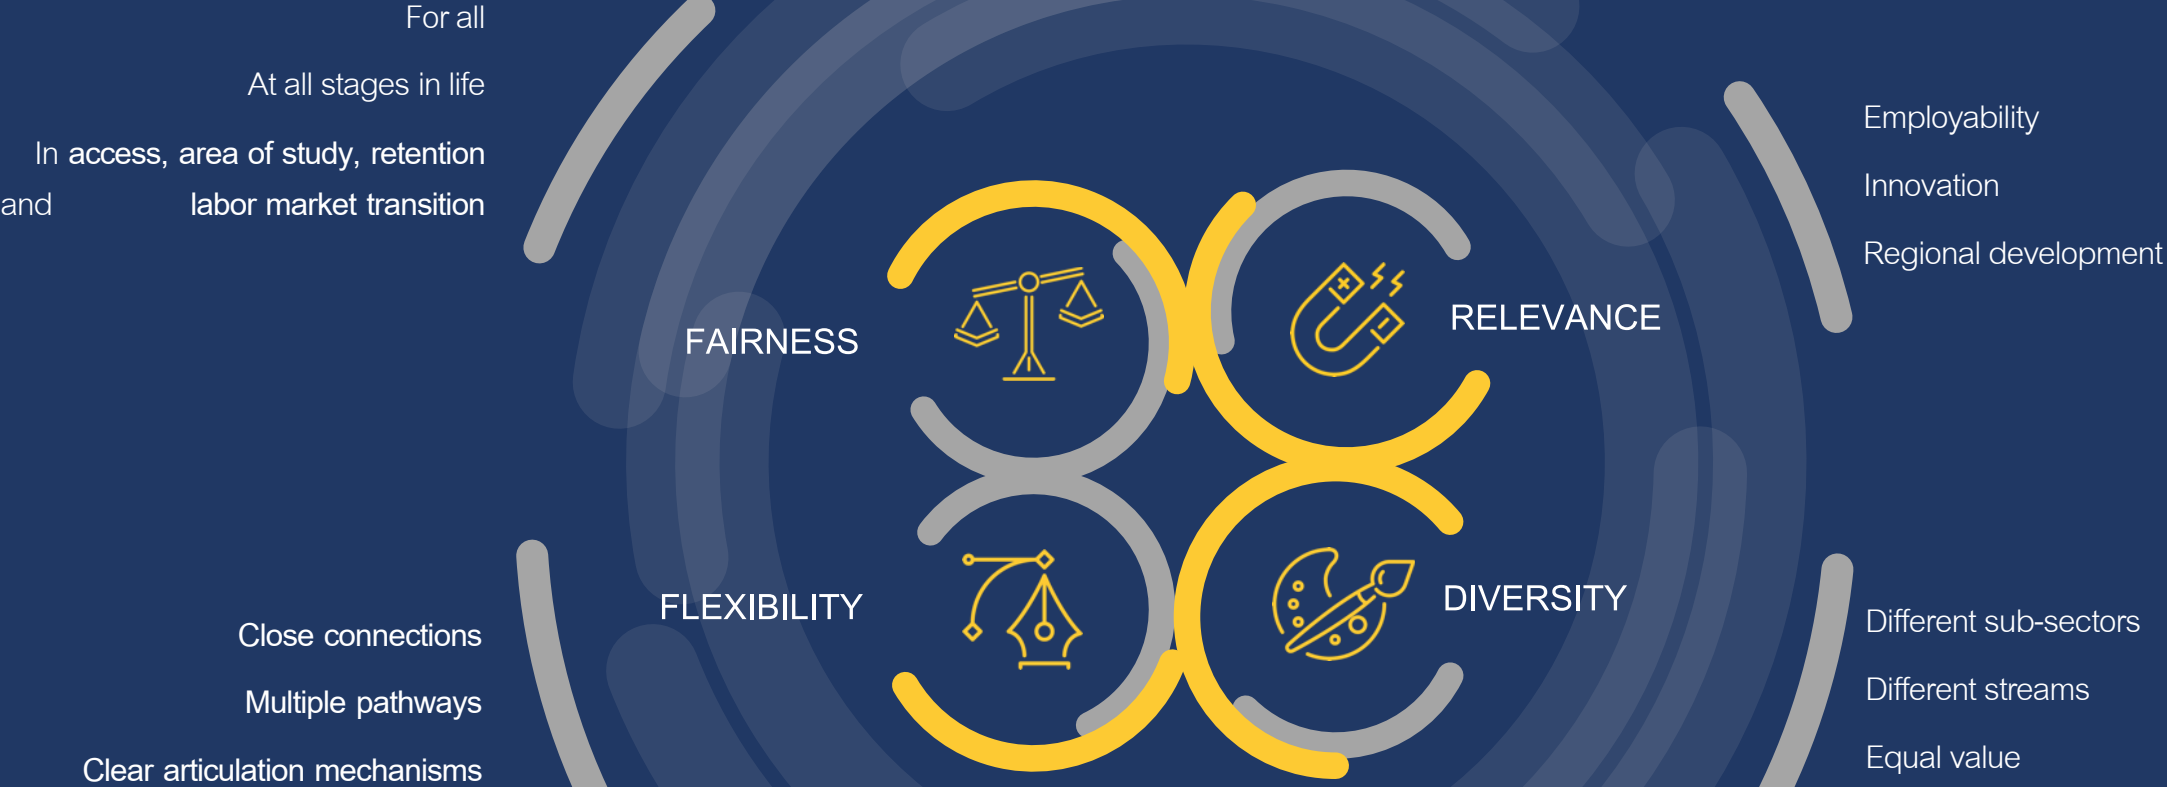 For all
At all stages in life
In access, area of study, retention
and labor market transition
FAIRNESS
Employability
Innovation
Regional development
RELEVANCE
FLEXIBILITY
Close connections
Multiple pathways
Clear articulation mechanisms
DIVERSITY
Different sub-sectors
Different streams
Equal value